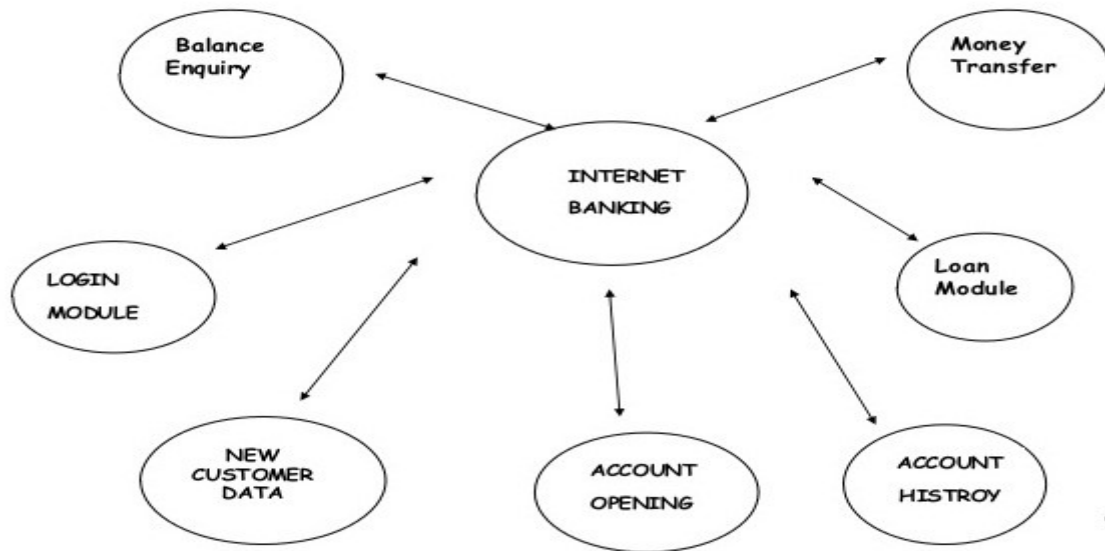 Balance
Enquiry
Money
Transfer
INTERNET
BANKING
LOGIN
MODULE
Loan
Module
NEW
CUSTOMER
DATA
ACCOUNT
OPENING
ACCOUNT
HISTROY